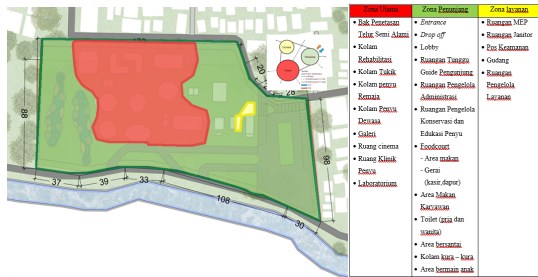 20
28
88
98
37
39
33
108
30
Zona Utama
• Bak Penetasan
Telur Semi Alami
• Kolam
Rehabilitasi
• Kolam Tukik
• Kolam penyu
Remaja
• Kolam Penyu
Dewasa
• Galeri
• Ruang cinema
• Ruang Klinik
Penyu
• Laboratorium
Zona Penunjang
• Entrance
• Drop off
• Lobby
• Ruangan Tunggu
Guide Pengunjung
• Ruangan Pengelola
Administrasi
• Ruangan Pengelola
Konservasi dan
Edukasi Penyu
• Foodcourt
- Area makan
- Gerai
(kasir,dapur)
• Area Makan
Karyawan
• Toilet (pria dan
wanita)
• Area bersantai
• Kolam kura – kura
• Area bermain anak
Zona layanan
• Ruangan MEP
• Ruangan Janitor
• Pos Keamanan
• Gudang
• Ruangan
Pengelola
Layanan